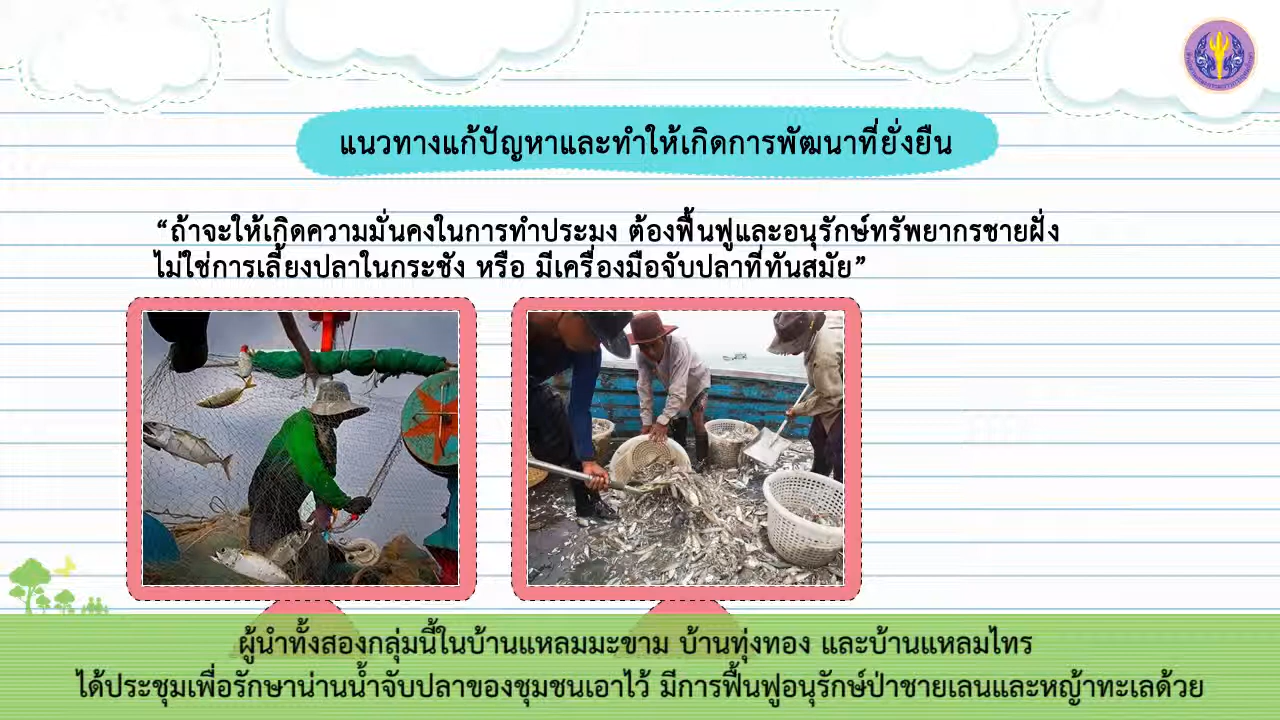 แนวทางแก้ปัญหาและทำให้เกิดการพัฒนาที่ยั่งยืน
“ถ้าจะให้เกิดความมั่นคงในการทำประมง ต้องฟื้นฟูและอนุรักษ์ทรัพยากรชายฝั่ง
ไม่ใช่การเลี้ยงปลาในกระชัง หรือ มีเครื่องมือจับปลาที่ทันสมัย”
ผู้นำทั้งสองกลุ่มนี้ในบ้านแหลมมะขาม บ้านทุ่งทอง และบ้านแหลมไทร
ได้ประชุมเพื่อรักษาน่านน้ำจับปลาของชุมชนเอาไว้ มีการฟื้นฟูอนุรักษ์ป่าชายเลนและหญ้าทะเลด้วย